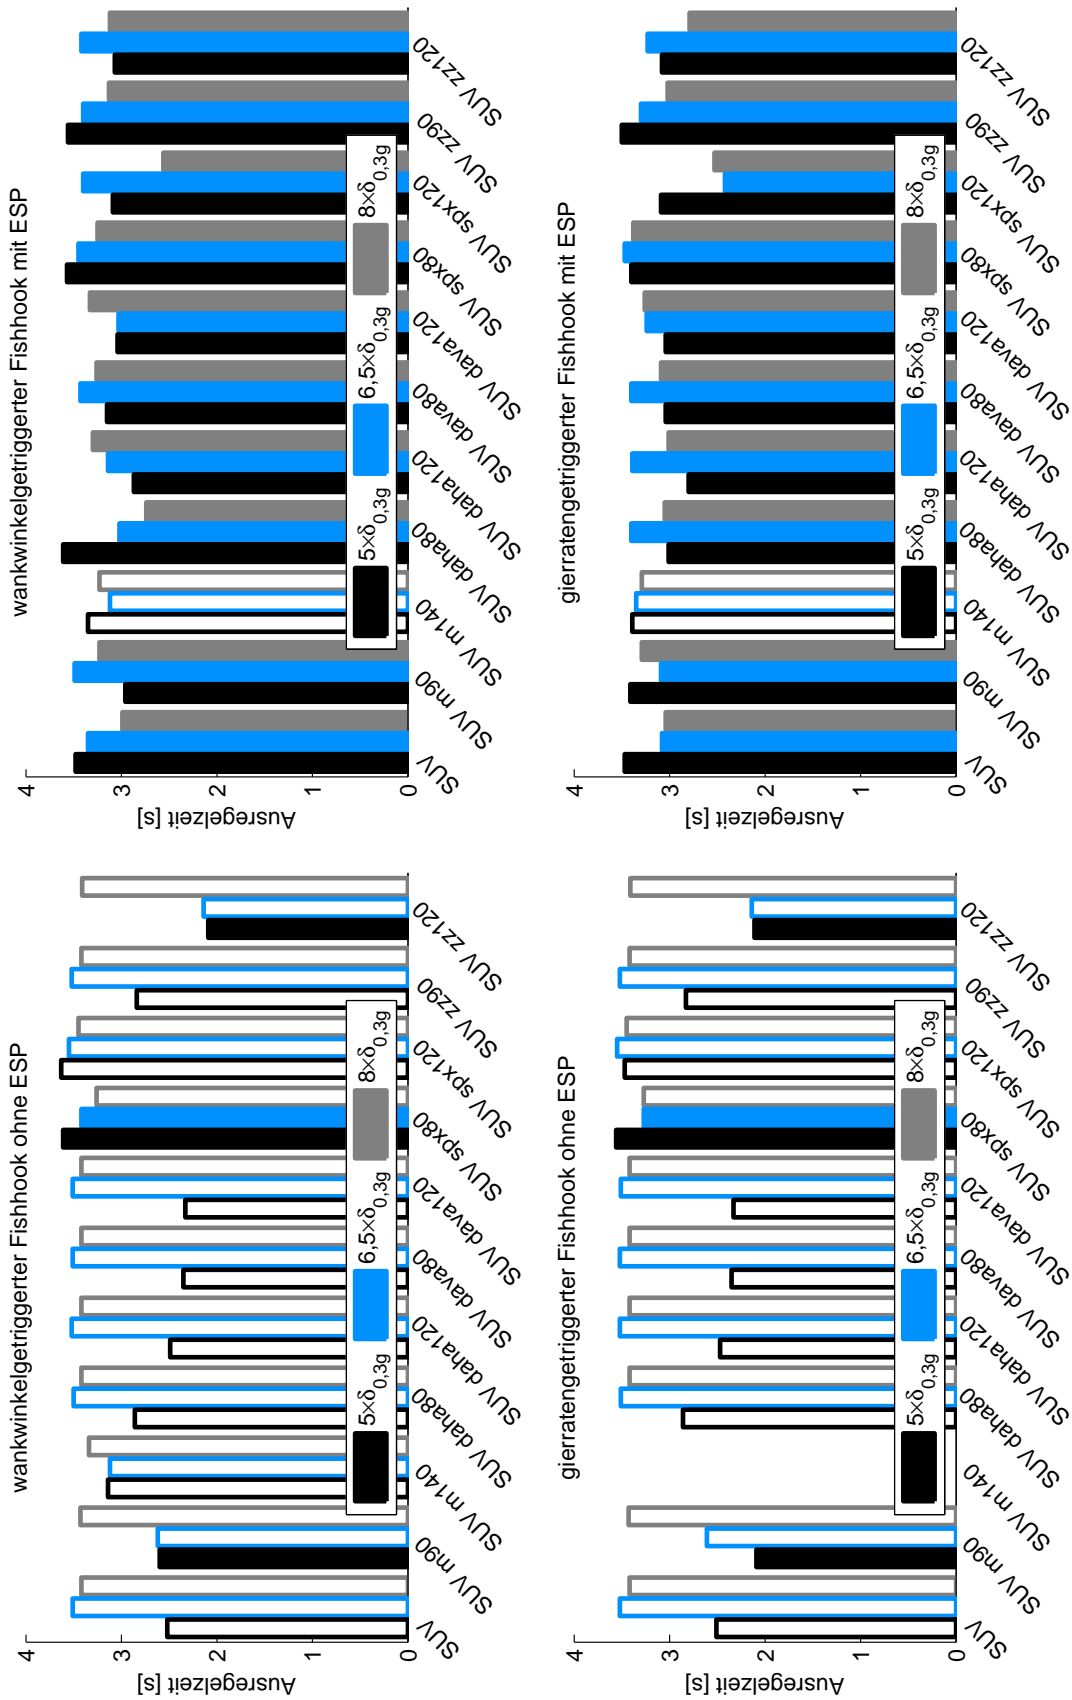 wankwinkelgetriggerter Fishhook ohne ESP
4
3
2
1
0
Ausregelzeit [s]
SUV
SUV m90
SUV m140
SUV daha80
SUV daha120
SUV dava80
SUV dava120
SUV spx80
SUV spx120
SUV zz90
SUV zz120
5×δ0,3g 6,5×δ0,3g 8×δ0,3g
wankwinkelgetriggerter Fishhook mit ESP
4
3
2
1
0
Ausregelzeit [s]
SUV
SUV m90
SUV m140
SUV daha80
SUV daha120
SUV dava80
SUV dava120
SUV spx80
SUV spx120
SUV zz90
SUV zz120
5×δ0,3g 6,5×δ0,3g 8×δ0,3g
gierratengetriggerter Fishhook ohne ESP
4
3
2
1
0
Ausregelzeit [s]
SUV
SUV m90
SUV m140
SUV daha80
SUV daha120
SUV dava80
SUV dava120
SUV spx80
SUV spx120
SUV zz90
SUV zz120
5×δ0,3g 6,5×δ0,3g 8×δ0,3g
gierratengetriggerter Fishhook mit ESP
4
3
2
1
0
Ausregelzeit [s]
SUV
SUV m90
SUV m140
SUV daha80
SUV daha120
SUV dava80
SUV dava120
SUV spx80
SUV spx120
SUV zz90
SUV zz120
5×δ0,3g 6,5×δ0,3g 8×δ0,3g